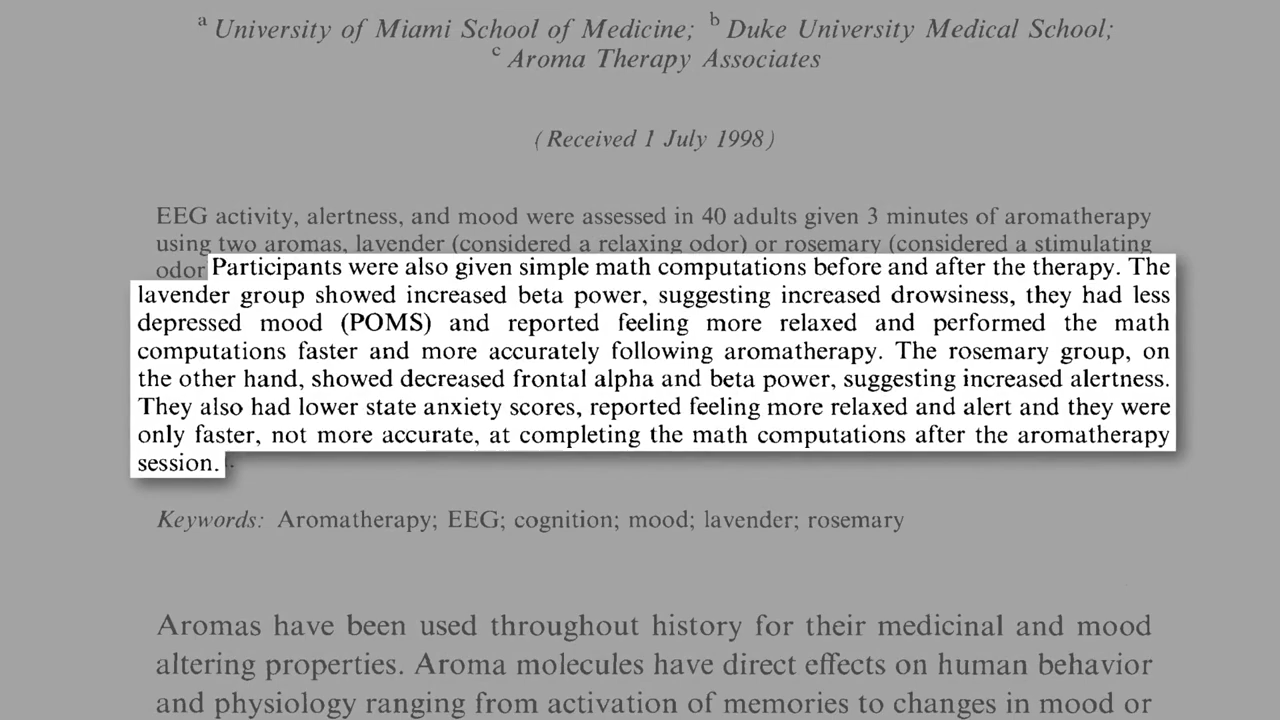 a University of Miami School of Medicine; b Duke University Medical School;
c Aroma Therapy Associates
(Received 1 July 1998)
EEG activity, alertness, and mood were assessed in 40 adults given 3 minutes of aromatherapy
using two aromas, lavender (considered a relaxing odor) or rosemary (considered a stimulating
odor Participants were also given simple math computations before and after the therapy. The
lavender group showed increased beta power, suggesting increased drowsiness, they had less
depressed mood (POMS) and reported feeling more relaxed and performed the math
computations faster and more accurately following aromatherapy. The rosemary group, on
the other hand, showed decreased frontal alpha and beta power, suggesting increased alertness.
They also had lower state anxiety scores, reported feeling more relaxed and alert and they were
only faster, not more accurate, at completing the math computations after the aromatherapy
session.
Keywords: Aromatherapy; EEG; cognition; mood; lavender; rosemary
Aromas have been used throughout history for their medicinal and mood
altering properties. Aroma molecules have direct effects on human behavior
and physiology ranging from activation of memories to changes in mood or